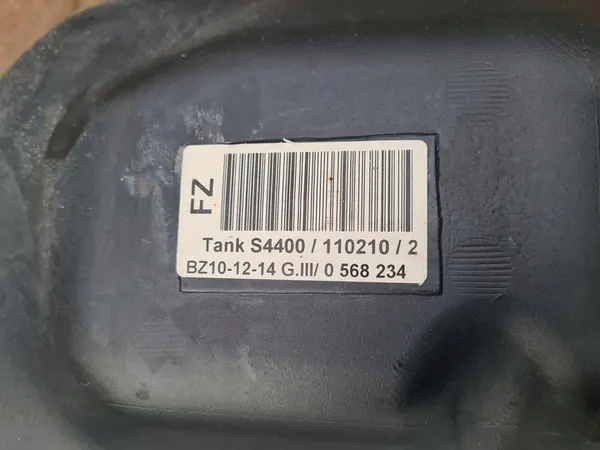 FZ
Tank S4400 / 110210 / 2
BZ10-12-14 G.III/ 0 568 234